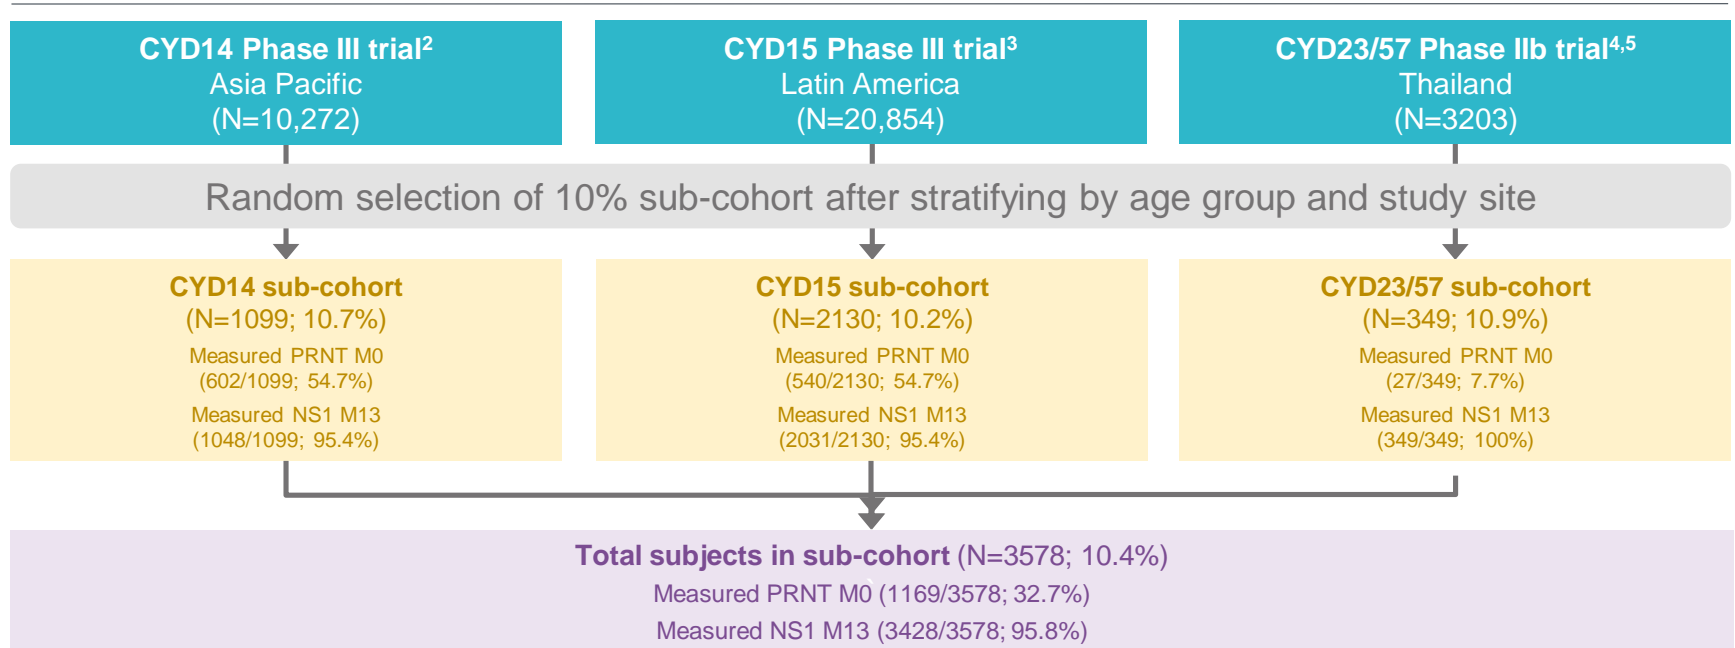 CYD14 Phase III trial2
Asia Pacific
(N=10,272)
CYD15 Phase III trial3
Latin America
(N=20,854)
CYD23/57 Phase IIb trial4,5
Thailand
(N=3203)
Random selection of 10% sub-cohort after stratifying by age group and study site
CYD14 sub-cohort
(N=1099; 10.7%)
Measured PRNT M0
(602/1099; 54.7%)
Measured NS1 M13
(1048/1099; 95.4%)
CYD15 sub-cohort
(N=2130; 10.2%)
Measured PRNT M0
(540/2130; 54.7%)
Measured NS1 M13
(2031/2130; 95.4%)
CYD23/57 sub-cohort
(N=349; 10.9%)
Measured PRNT M0
(27/349; 7.7%)
Measured NS1 M13
(349/349; 100%)
Total subjects in sub-cohort (N=3578; 10.4%)
Measured PRNT M0 (1169/3578; 32.7%)
Measured NS1 M13 (3428/3578; 95.8%)